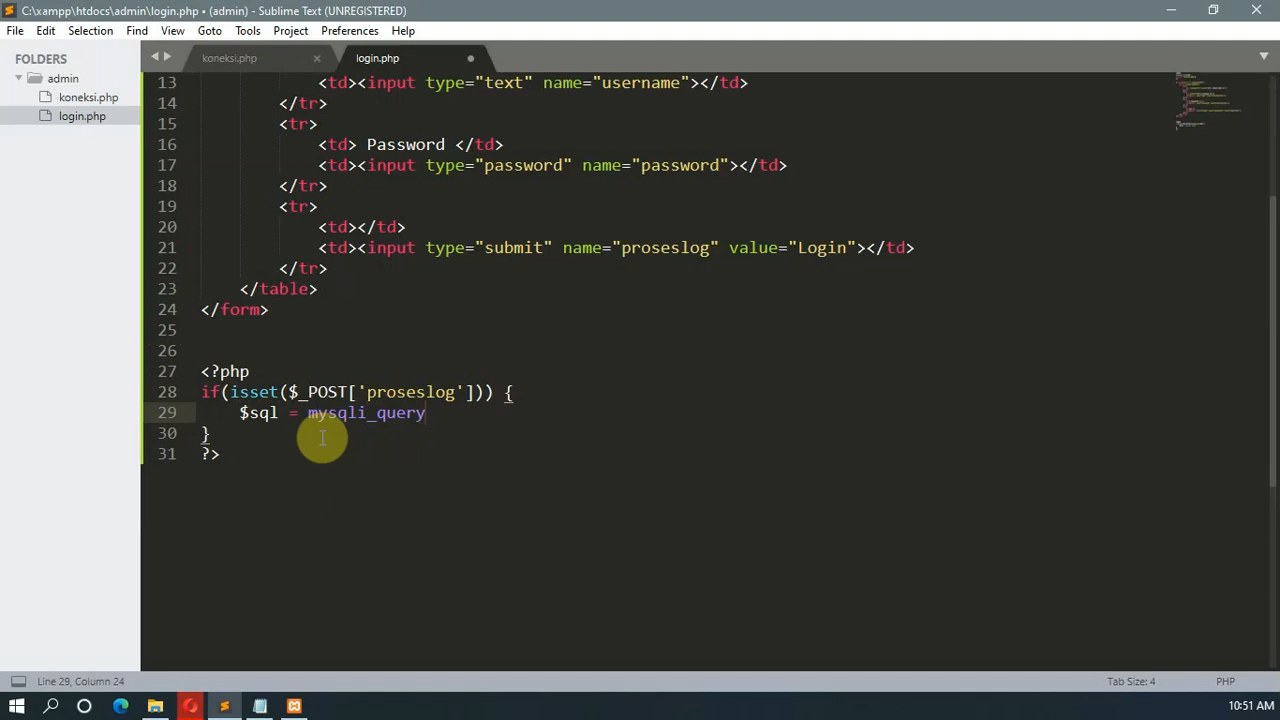 C:\xampp\htdocs\admin\login.php • (admin) - Sublime Text (UNREGISTERED)
File Edit Selection Find View Goto Tools Project Preferences Help
FOLDERS
admin
koneksi.php
login.php
koneksi.php × login.php
13 <td><input type="text" name="username"></td>
14 </tr>
15 <tr>
16 <td> Password </td>
17 <td><input type="password" name="password"></td>
18 </tr>
19 <tr>
20 <td></td>
21 <td><input type="submit" name="proseslog" value="Login"></td>
22 </tr>
23 </table>
24 </form>
25
26
27 <?php
28 if(isset($_POST['proseslog'])) {
29 $sql = mysqli_query
30 }
31 ?>
Line 29, Column 24 Tab Size: 4 PHP
10:51 AM